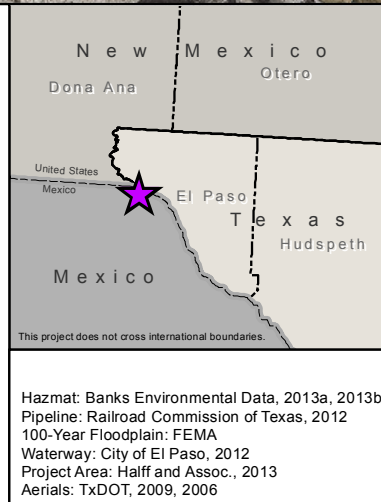 New Mexico
Otero
Dona Ana
United States
Mexico
El Paso
Texas
Hudspeth
Mexico
This project does not cross international boundaries.
Hazmat: Banks Environmental Data, 2013a, 2013b
Pipeline: Railroad Commission of Texas, 2012
100-Year Floodplain: FEMA
Waterway: City of El Paso, 2012
Project Area: Halff and Assoc., 2013
Aerials: TxDOT, 2009, 2006